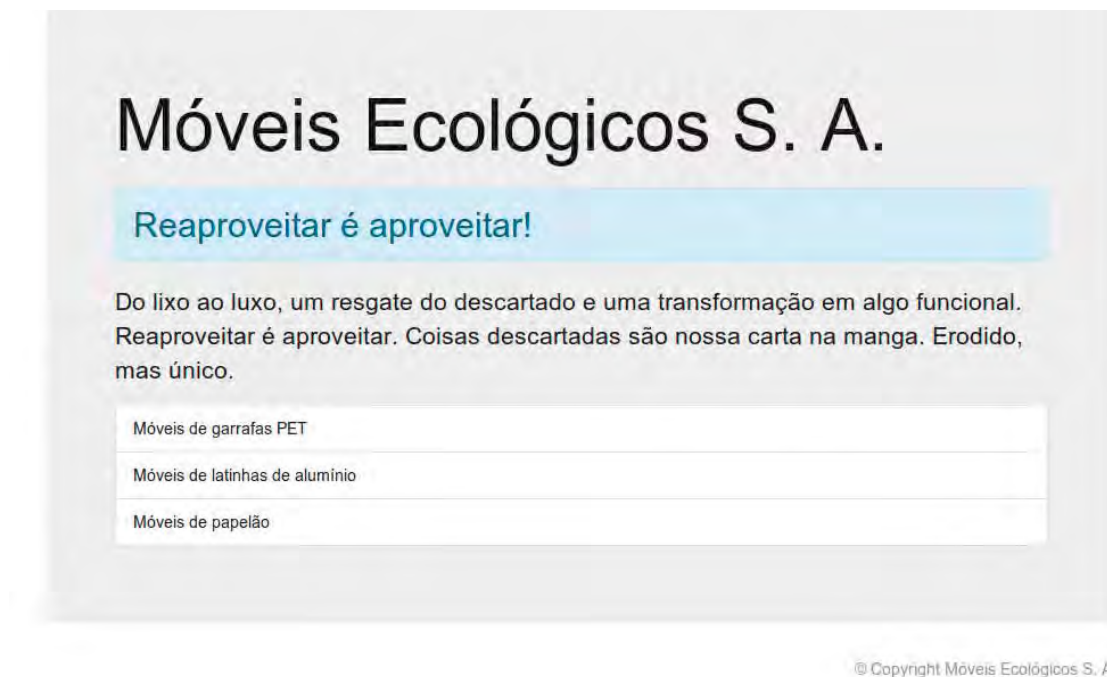 Móveis Ecológicos S. A.
Reaproveitar é aproveitar!
Do lixo ao luxo, um resgate do descartado e uma transformação em algo funcional.
Reaproveitar é aproveitar. Coisas descartadas são nossa carta na manga. Erodido,
mas único.
Móveis de garrafas PET
Móveis de latinhas de alumínio
Móveis de papelão
© Copyright Móveis Ecológicos S. A